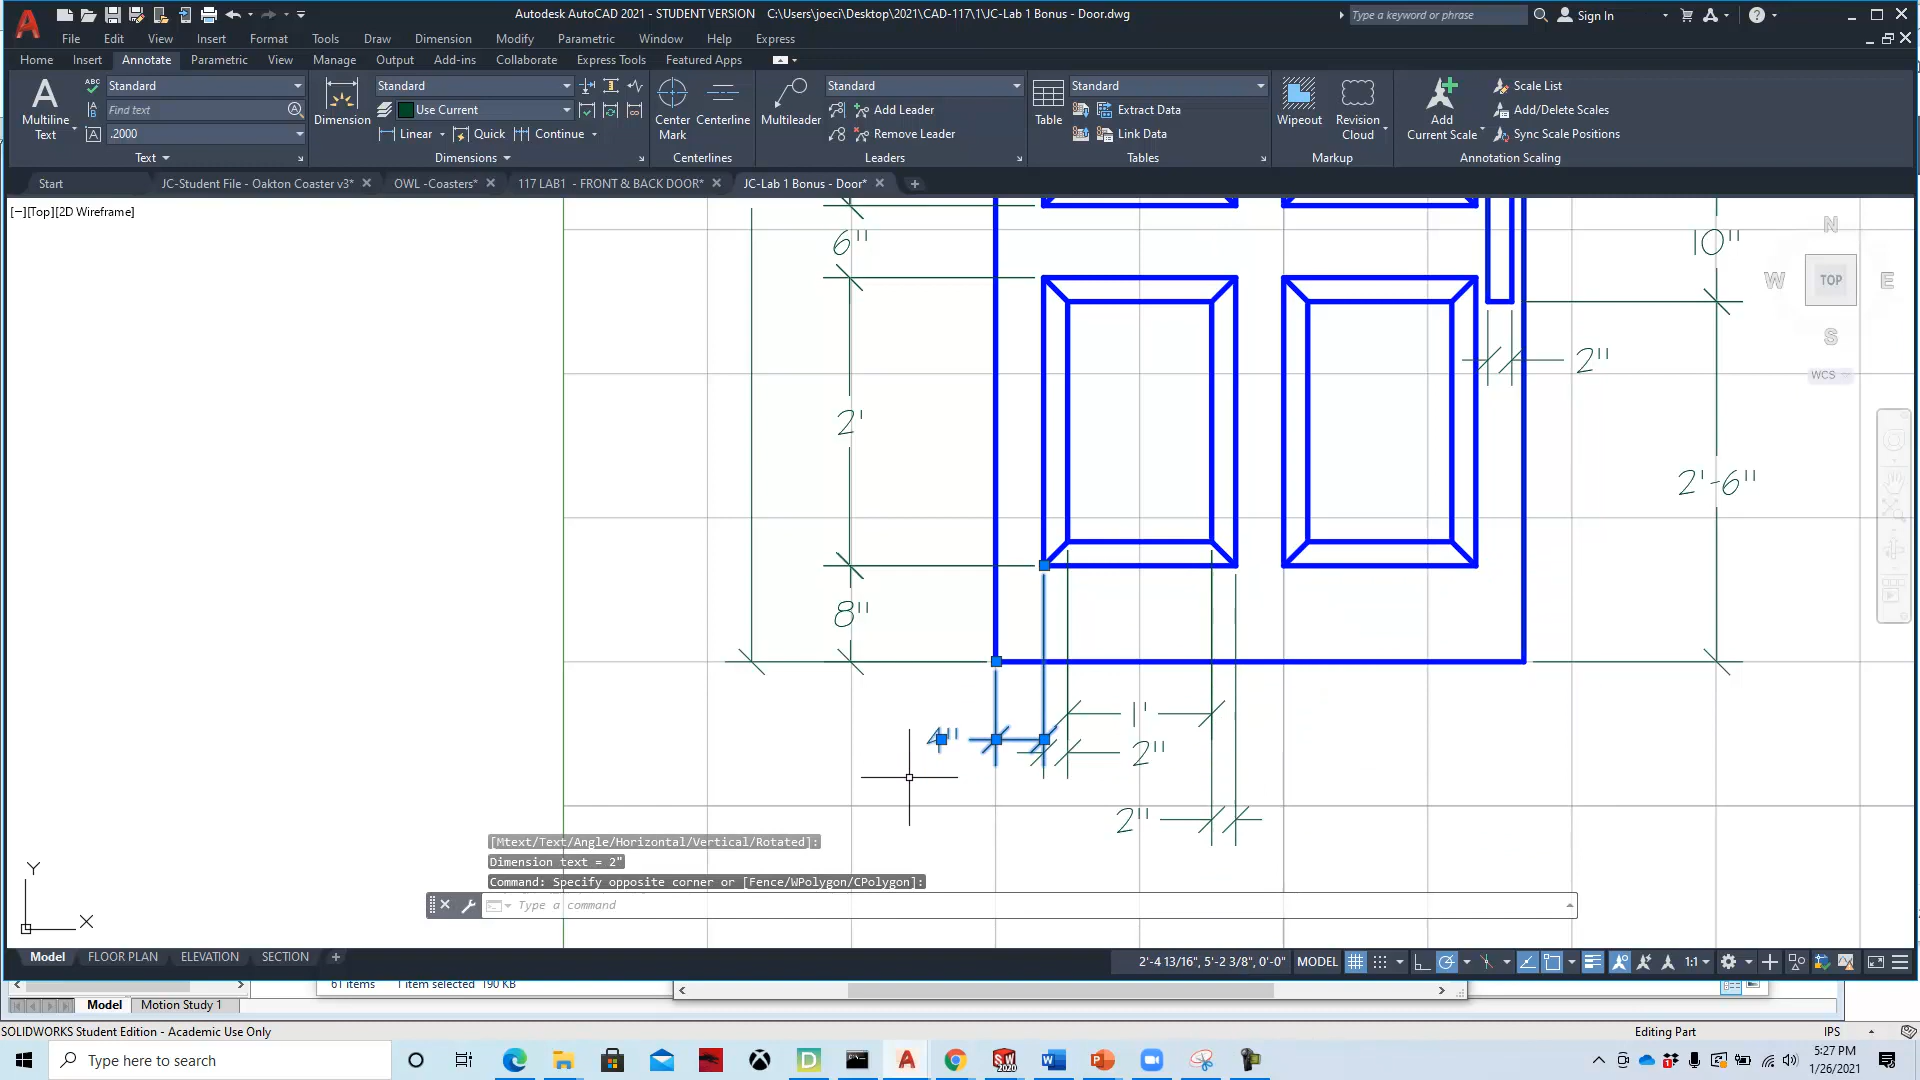 Autodesk AutoCAD 2021 - STUDENT VERSION C:\Users\joeci\Desktop\2021\CAD-117\1\JC-Lab 1 Bonus - Door.dwg
Type a keyword or phrase
Sign In
File Edit View Insert Format Tools Draw Dimension Modify Parametric Window Help Express
Home Insert Annotate Parametric View Manage Output Add-ins Collaborate Express Tools Featured Apps
Multiline Text
ABC
Standard
Find text
.2000
Text
Dimension
Standard
Use Current
Linear Quick Continue
Dimensions
Center Mark
Centerline
Centerlines
Multileader
Standard
Add Leader
Remove Leader
Leaders
Table
Standard
Extract Data
Link Data
Tables
Wipeout
Revision Cloud
Markup
Add Current Scale
Scale List
Add/Delete Scales
Sync Scale Positions
Annotation Scaling
Start
JC-Student File - Oakton Coaster v3*
OWL -Coasters*
117 LAB1 - FRONT & BACK DOOR*
JC-Lab 1 Bonus - Door*
[−][Top][2D Wireframe]
N
W TOP E
S
WCS
6"
10"
2"
2'
2'-6"
8"
1'
4"
2"
2"
[Mtext/Text/Angle/Horizontal/Vertical/Rotated]:
Dimension text = 2"
Command: Specify opposite corner or [Fence/WPolygon/CPolygon]:
Type a command
Y
X
Model FLOOR PLAN ELEVATION SECTION
2'-4 13/16", 5'-2 3/8", 0'-0" MODEL 1:1
61 items 1 item selected 190 KB
Model Motion Study 1
SOLIDWORKS Student Edition - Academic Use Only
Editing Part
IPS
Type here to search
5:27 PM
1/26/2021